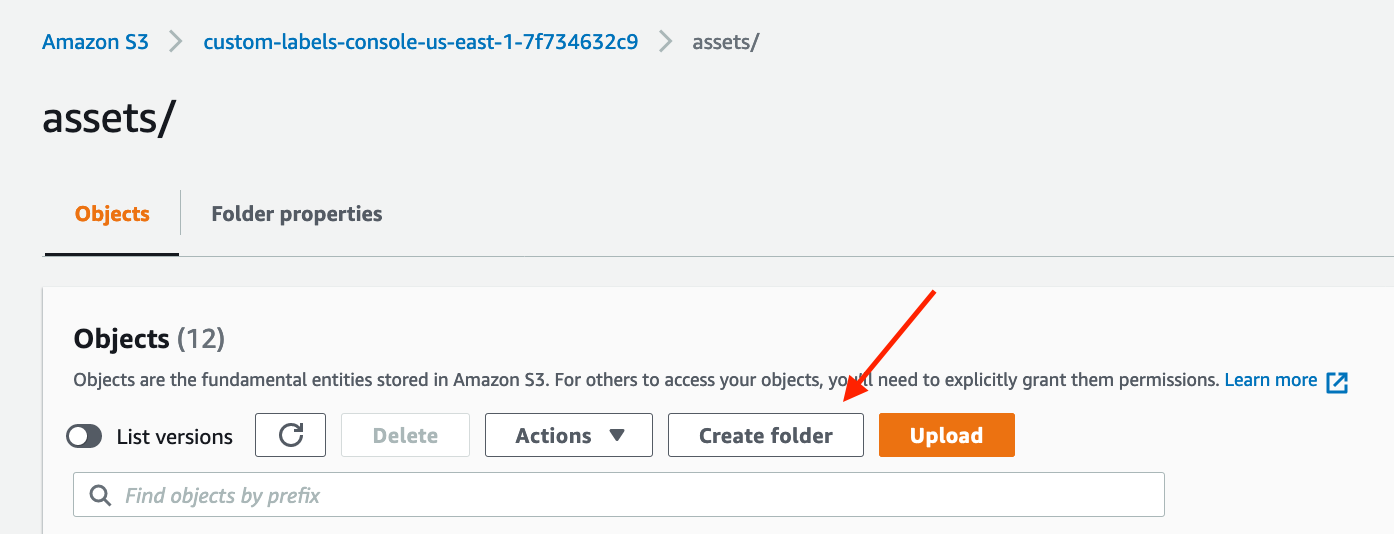 Amazon S3 > custom-labels-console-us-east-1-7f734632c9 > assets/
assets/
Objects Folder properties
Objects (12)
Objects are the fundamental entities stored in Amazon S3. For others to access your objects, you'll need to explicitly grant them permissions. Learn more
List versions Delete Actions Create folder Upload
Find objects by prefix